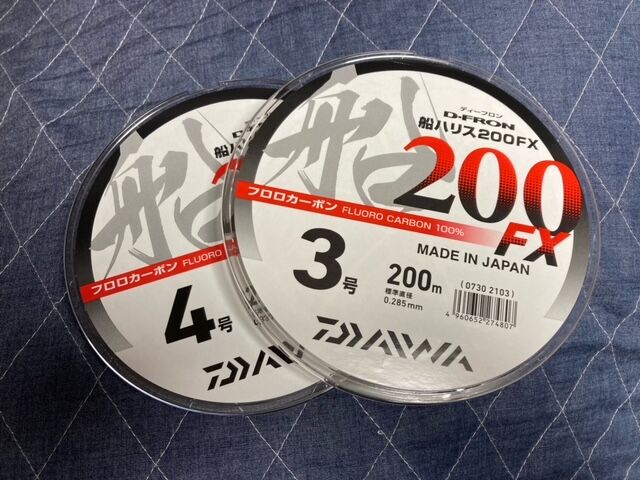 船
ディーフロン
D-FRON
船ハリス200FX
200
FX
フロロカーボン FLUORO CARBON 100%
MADE IN JAPAN
3号
200m
標準直径
0.285mm
(0730 2103)
4 960652 274807
DAIWA
船
D-FRON
船ハリス
フロロカーボン FLUORO
4号
DAIWA